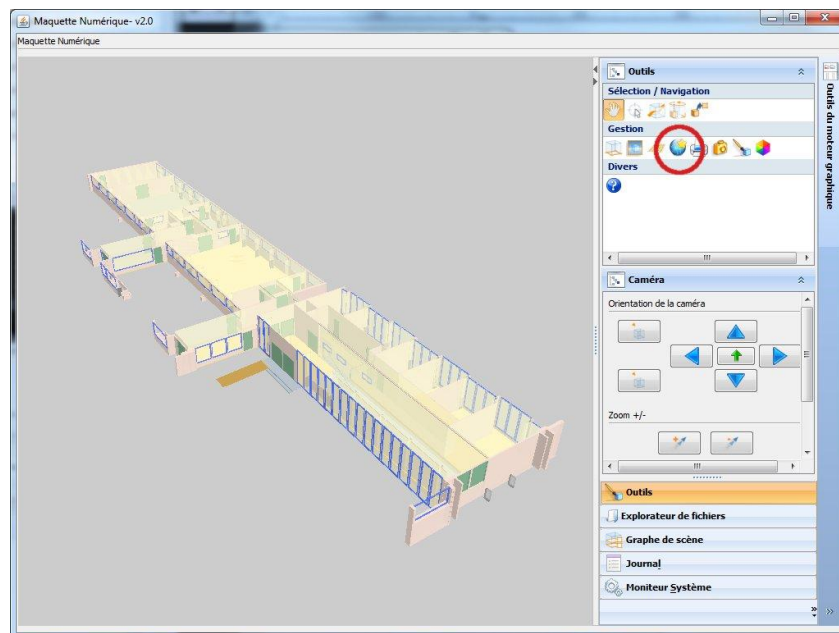 Maquette Numérique- v2.0
Maquette Numérique
Outils
Sélection / Navigation
Gestion
Divers
Outils du moteur graphique
Caméra
Orientation de la caméra
Zoom +/-
Outils
Explorateur de fichiers
Graphe de scène
Journal
Moniteur Système